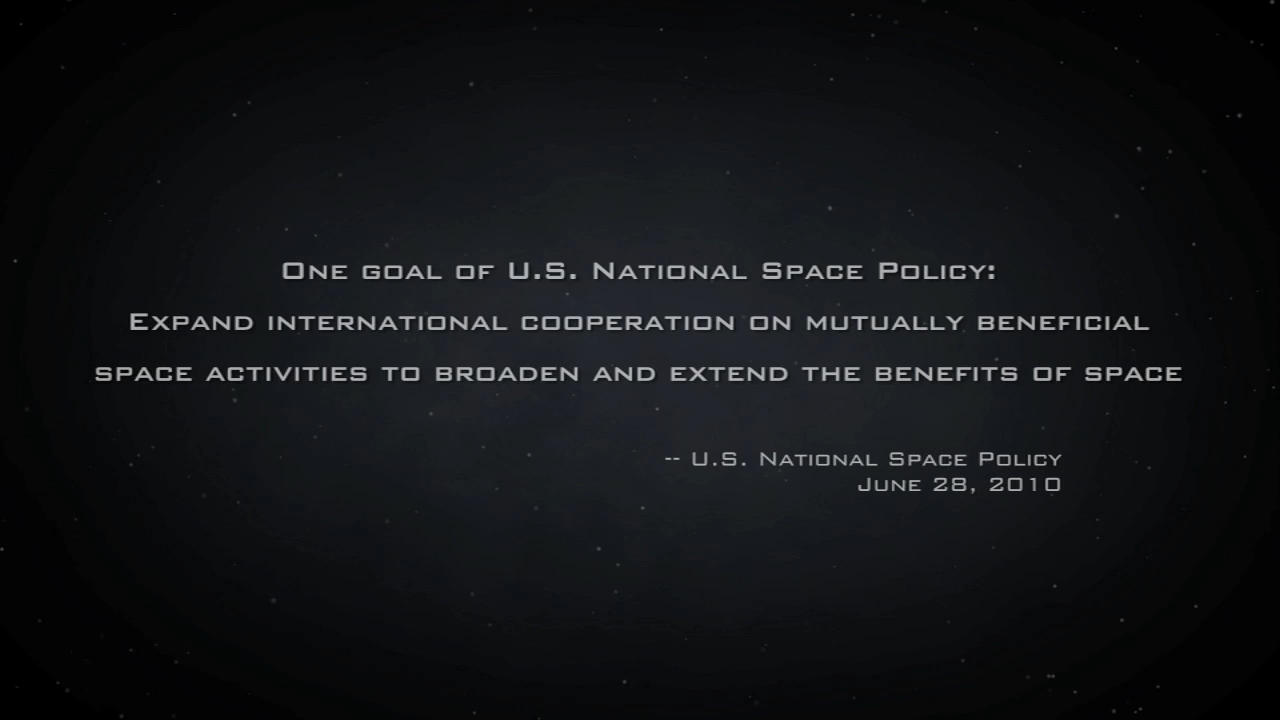 One goal of U.S. National Space Policy:
Expand international cooperation on mutually beneficial
space activities to broaden and extend the benefits of space
-- U.S. National Space Policy
June 28, 2010